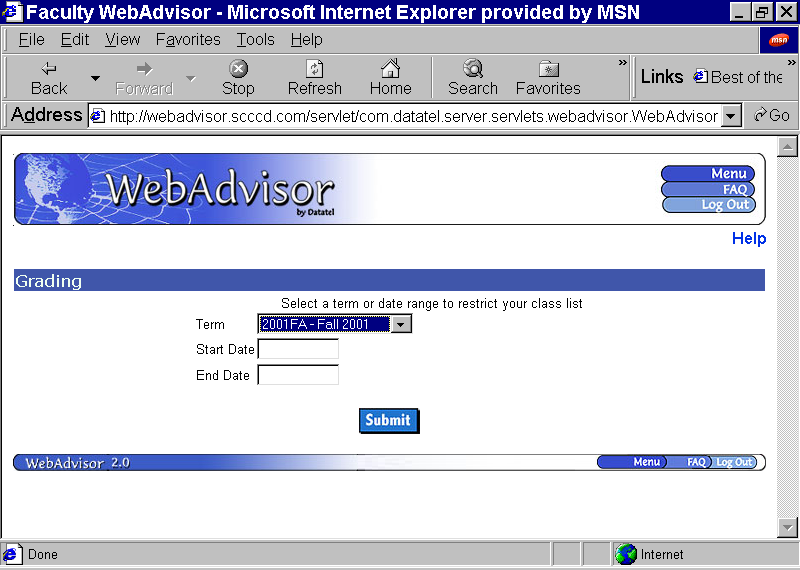 Faculty WebAdvisor - Microsoft Internet Explorer provided by MSN
File Edit View Favorites Tools Help
msn
Back Forward Stop Refresh Home Search Favorites » Links Best of the »
Address http://webadvisor.scccd.com/servlet/com.datatel.server.servlets.webadvisor.WebAdvisor Go
WebAdvisor
by Datatel
Menu
FAQ
Log Out
Help
Grading
Select a term or date range to restrict your class list
Term 2001FA - Fall 2001
Start Date
End Date
Submit
WebAdvisor 2.0 Menu FAQ Log Out
Done Internet